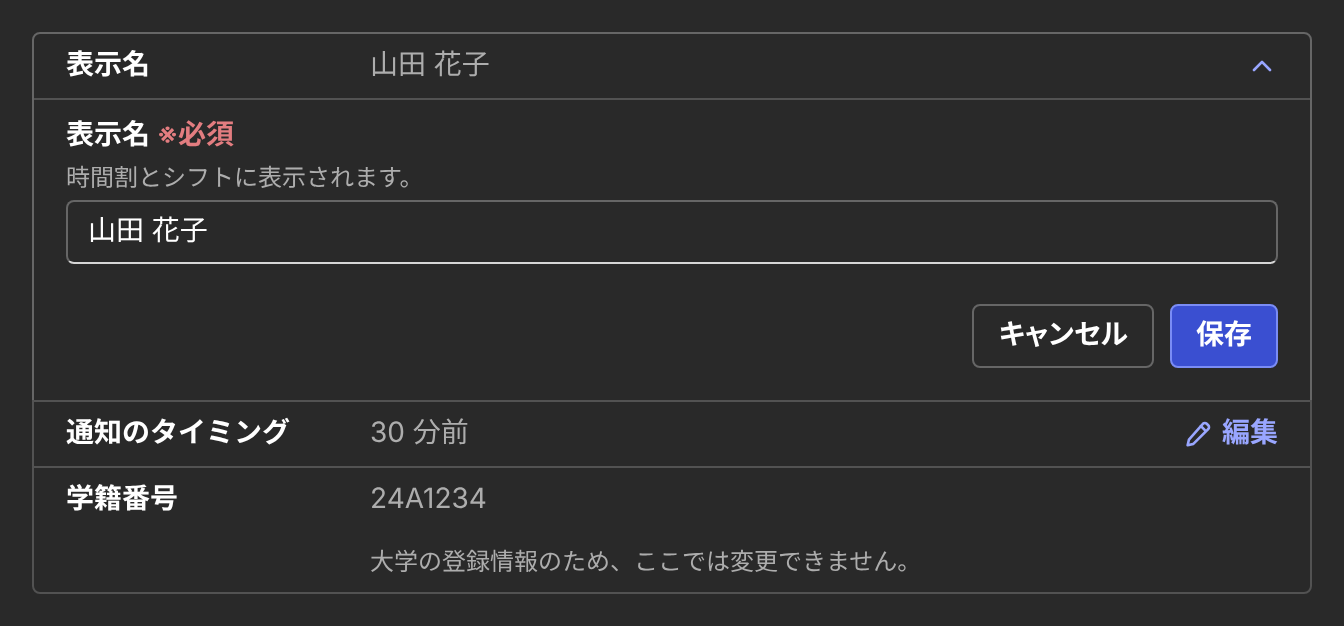 表示名 山田 花子
表示名 ※必須
時間割とシフトに表示されます。
山田 花子
キャンセル 保存
通知のタイミング 30 分前 編集
学籍番号 24A1234
大学の登録情報のため、ここでは変更できません。